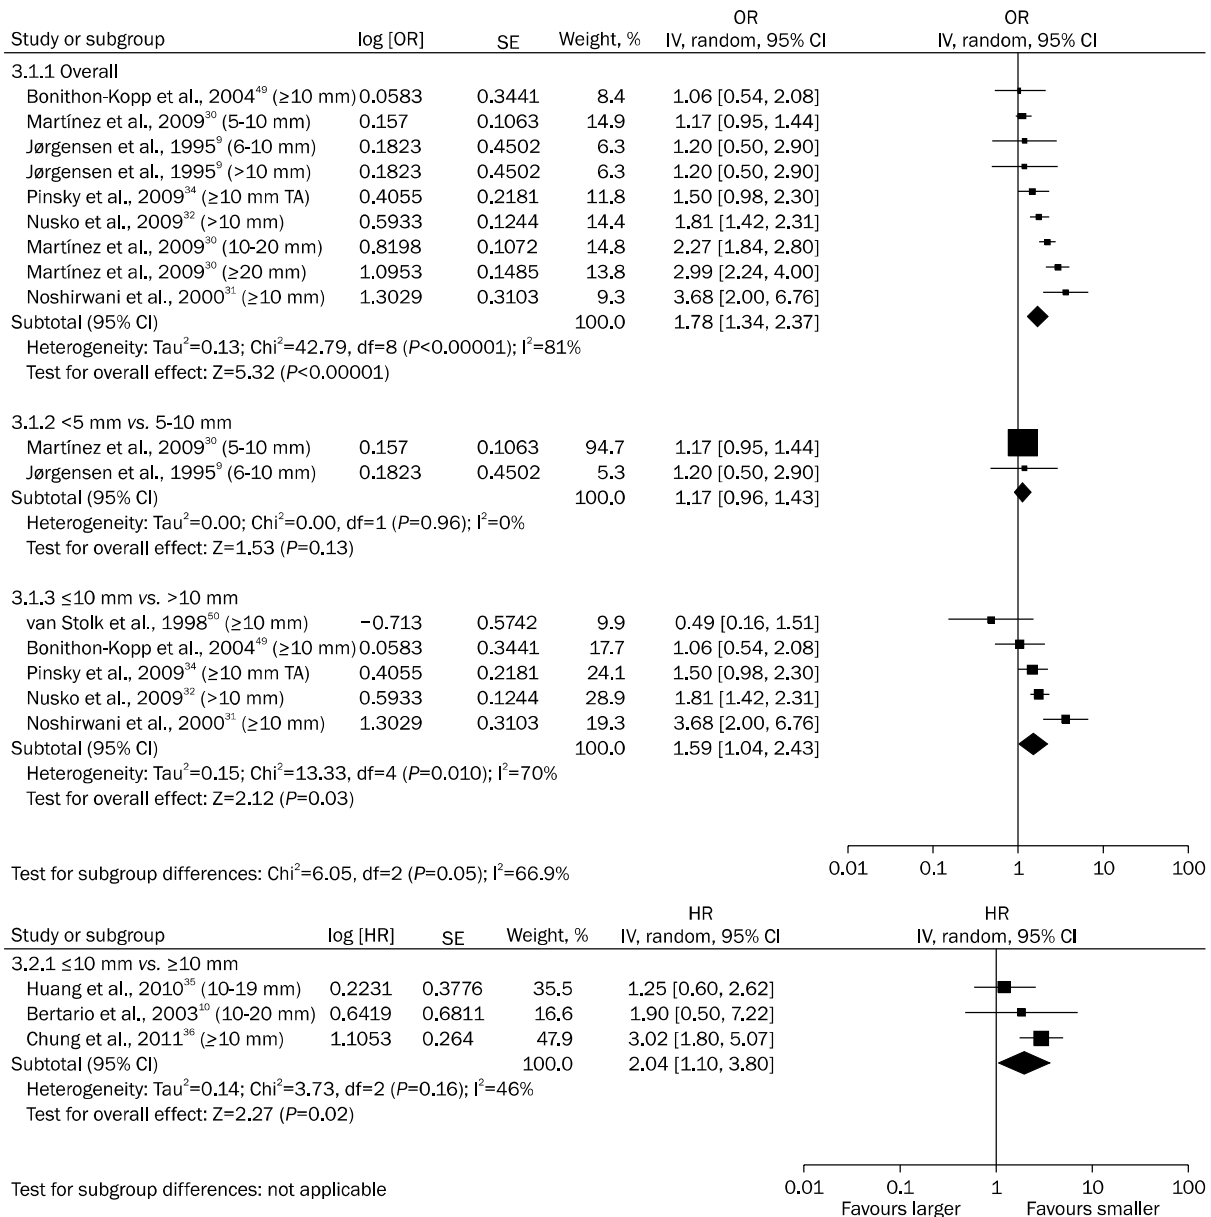 OR OR
Study or subgroup log [OR] SE Weight, % IV, random, 95% CI IV, random, 95% CI
3.1.1 Overall
Bonithon-Kopp et al., 2004⁴⁹ (≥10 mm) 0.0583 0.3441 8.4 1.06 [0.54, 2.08]
Martínez et al., 2009³⁰ (5-10 mm) 0.157 0.1063 14.9 1.17 [0.95, 1.44]
Jørgensen et al., 1995⁹ (6-10 mm) 0.1823 0.4502 6.3 1.20 [0.50, 2.90]
Jørgensen et al., 1995⁹ (>10 mm) 0.1823 0.4502 6.3 1.20 [0.50, 2.90]
Pinsky et al., 2009³⁴ (≥10 mm TA) 0.4055 0.2181 11.8 1.50 [0.98, 2.30]
Nusko et al., 2009³² (>10 mm) 0.5933 0.1244 14.4 1.81 [1.42, 2.31]
Martínez et al., 2009³⁰ (10-20 mm) 0.8198 0.1072 14.8 2.27 [1.84, 2.80]
Martínez et al., 2009³⁰ (≥20 mm) 1.0953 0.1485 13.8 2.99 [2.24, 4.00]
Noshirwani et al., 2000³¹ (≥10 mm) 1.3029 0.3103 9.3 3.68 [2.00, 6.76]
Subtotal (95% CI) 100.0 1.78 [1.34, 2.37]
Heterogeneity: Tau²=0.13; Chi²=42.79, df=8 (P<0.00001); I²=81%
Test for overall effect: Z=5.32 (P<0.00001)
3.1.2 <5 mm vs. 5-10 mm
Martínez et al., 2009³⁰ (5-10 mm) 0.157 0.1063 94.7 1.17 [0.95, 1.44]
Jørgensen et al., 1995⁹ (6-10 mm) 0.1823 0.4502 5.3 1.20 [0.50, 2.90]
Subtotal (95% CI) 100.0 1.17 [0.96, 1.43]
Heterogeneity: Tau²=0.00; Chi²=0.00, df=1 (P=0.96); I²=0%
Test for overall effect: Z=1.53 (P=0.13)
3.1.3 ≤10 mm vs. >10 mm
van Stolk et al., 1998⁵⁰ (≥10 mm) −0.713 0.5742 9.9 0.49 [0.16, 1.51]
Bonithon-Kopp et al., 2004⁴⁹ (≥10 mm) 0.0583 0.3441 17.7 1.06 [0.54, 2.08]
Pinsky et al., 2009³⁴ (≥10 mm TA) 0.4055 0.2181 24.1 1.50 [0.98, 2.30]
Nusko et al., 2009³² (>10 mm) 0.5933 0.1244 28.9 1.81 [1.42, 2.31]
Noshirwani et al., 2000³¹ (≥10 mm) 1.3029 0.3103 19.3 3.68 [2.00, 6.76]
Subtotal (95% CI) 100.0 1.59 [1.04, 2.43]
Heterogeneity: Tau²=0.15; Chi²=13.33, df=4 (P=0.010); I²=70%
Test for overall effect: Z=2.12 (P=0.03)
0.01 0.1 1 10 100
Test for subgroup differences: Chi²=6.05, df=2 (P=0.05); I²=66.9%
HR HR
Study or subgroup log [HR] SE Weight, % IV, random, 95% CI IV, random, 95% CI
3.2.1 ≤10 mm vs. ≥10 mm
Huang et al., 2010³⁵ (10-19 mm) 0.2231 0.3776 35.5 1.25 [0.60, 2.62]
Bertario et al., 2003¹⁰ (10-20 mm) 0.6419 0.6811 16.6 1.90 [0.50, 7.22]
Chung et al., 2011³⁶ (≥10 mm) 1.1053 0.264 47.9 3.02 [1.80, 5.07]
Subtotal (95% CI) 100.0 2.04 [1.10, 3.80]
Heterogeneity: Tau²=0.14; Chi²=3.73, df=2 (P=0.16); I²=46%
Test for overall effect: Z=2.27 (P=0.02)
Test for subgroup differences: not applicable
0.01 0.1 1 10 100
Favours larger Favours smaller